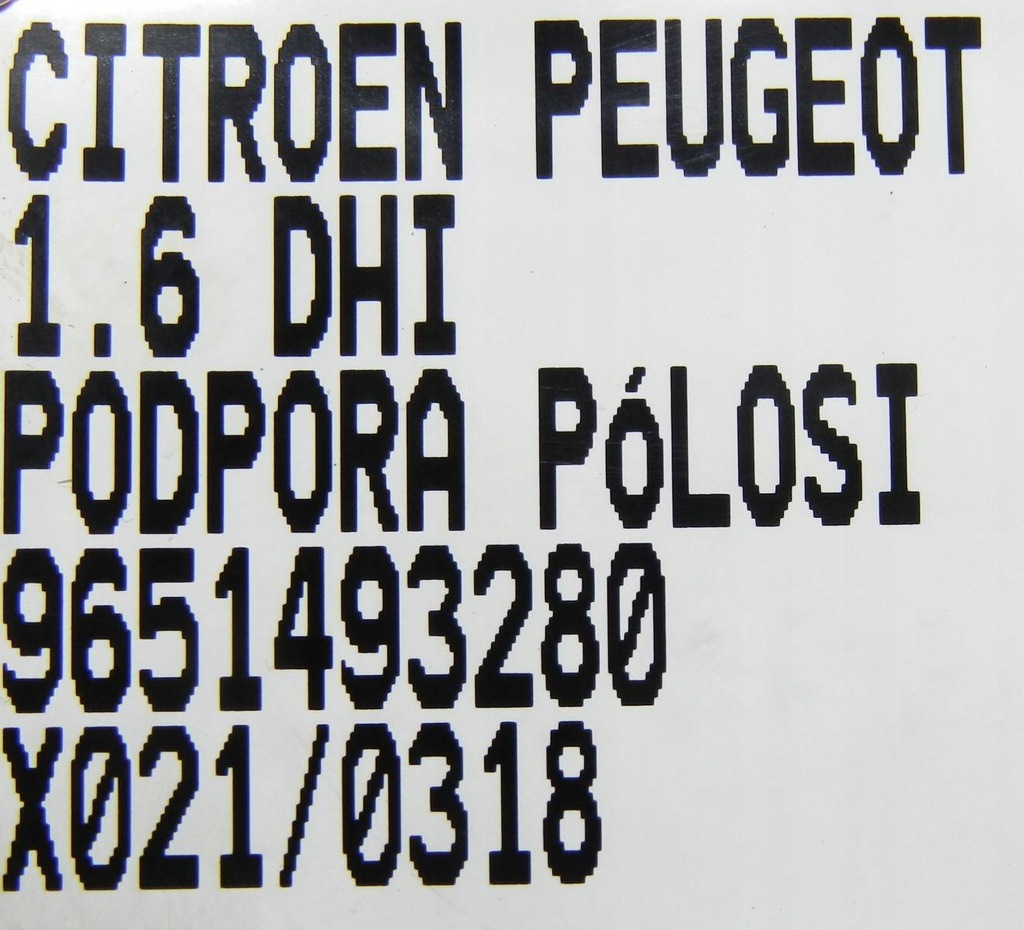 CITROEN PEUGEOT
1.6 DHI
PODPORA PóLOSI
9651493280
X021/0318